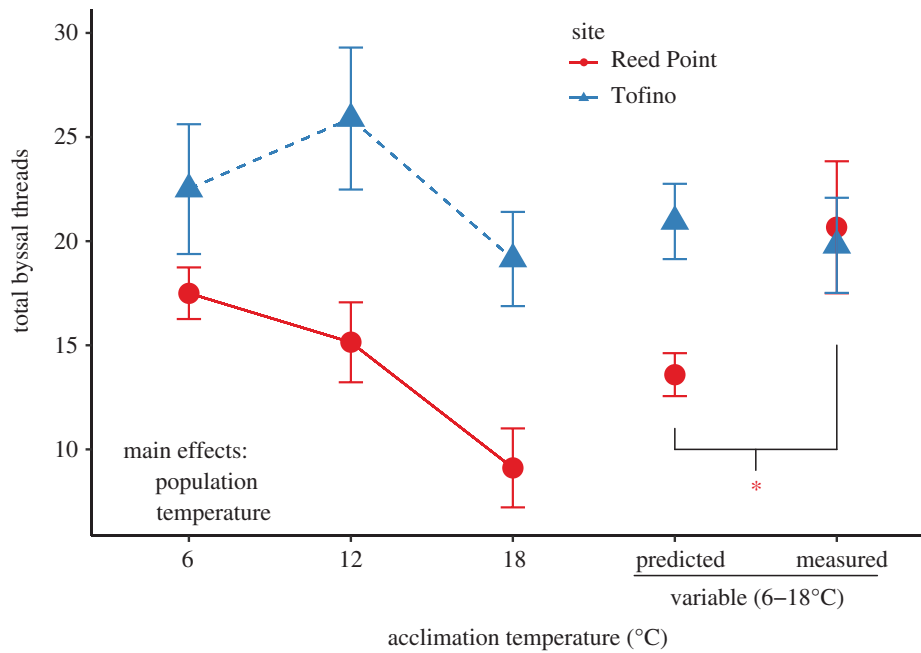 30
25
20
15
10
total byssal threads
site
Reed Point
Tofino
main effects:
population
temperature
*
6 12 18 predicted measured
variable (6–18°C)
acclimation temperature (°C)